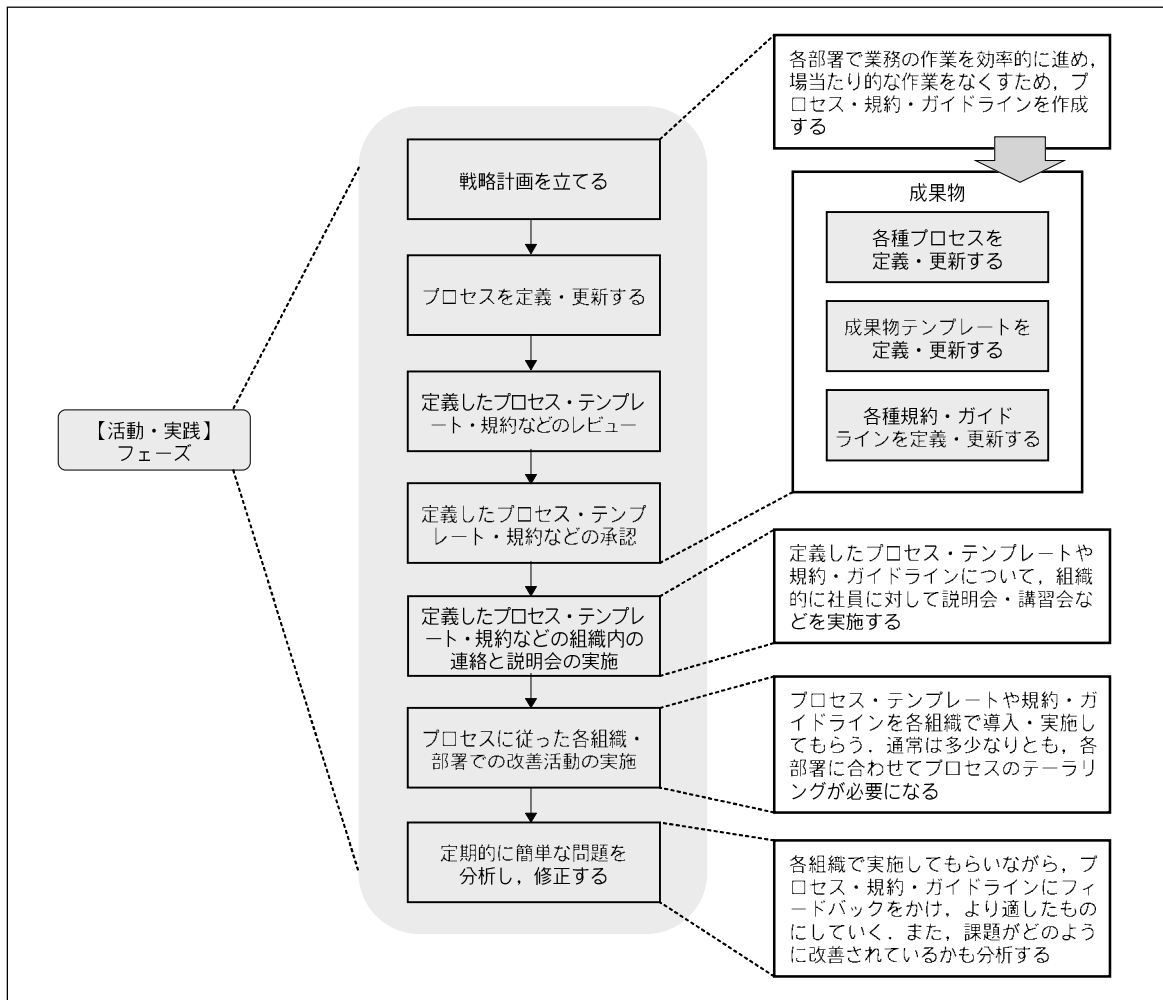 【活動・実践】
フェーズ
戦略計画を立てる
プロセスを定義・更新する
定義したプロセス・テンプレ
ート・規約などのレビュー
定義したプロセス・テンプ
レート・規約などの承認
定義したプロセス・テンプレ
ート・規約などの組織内の
連絡と説明会の実施
プロセスに従った各組織・
部署での改善活動の実施
定期的に簡単な問題を
分析し，修正する
各部署で業務の作業を効率的に進め，
場当たり的な作業をなくすため，プ
ロセス・規約・ガイドラインを作成
する
成果物
各種プロセスを
定義・更新する
成果物テンプレートを
定義・更新する
各種規約・ガイド
ラインを定義・更新する
定義したプロセス・テンプレートや
規約・ガイドラインについて，組織
的に社員に対して説明会・講習会な
どを実施する
プロセス・テンプレートや規約・ガ
イドラインを各組織で導入・実施し
てもらう．通常は多少なりとも，各
部署に合わせてプロセスのテーラリ
ングが必要になる
各組織で実施してもらいながら，プ
ロセス・規約・ガイドラインにフィ
ードバックをかけ，より適したもの
にしていく．また，課題がどのよう
に改善されているかも分析する